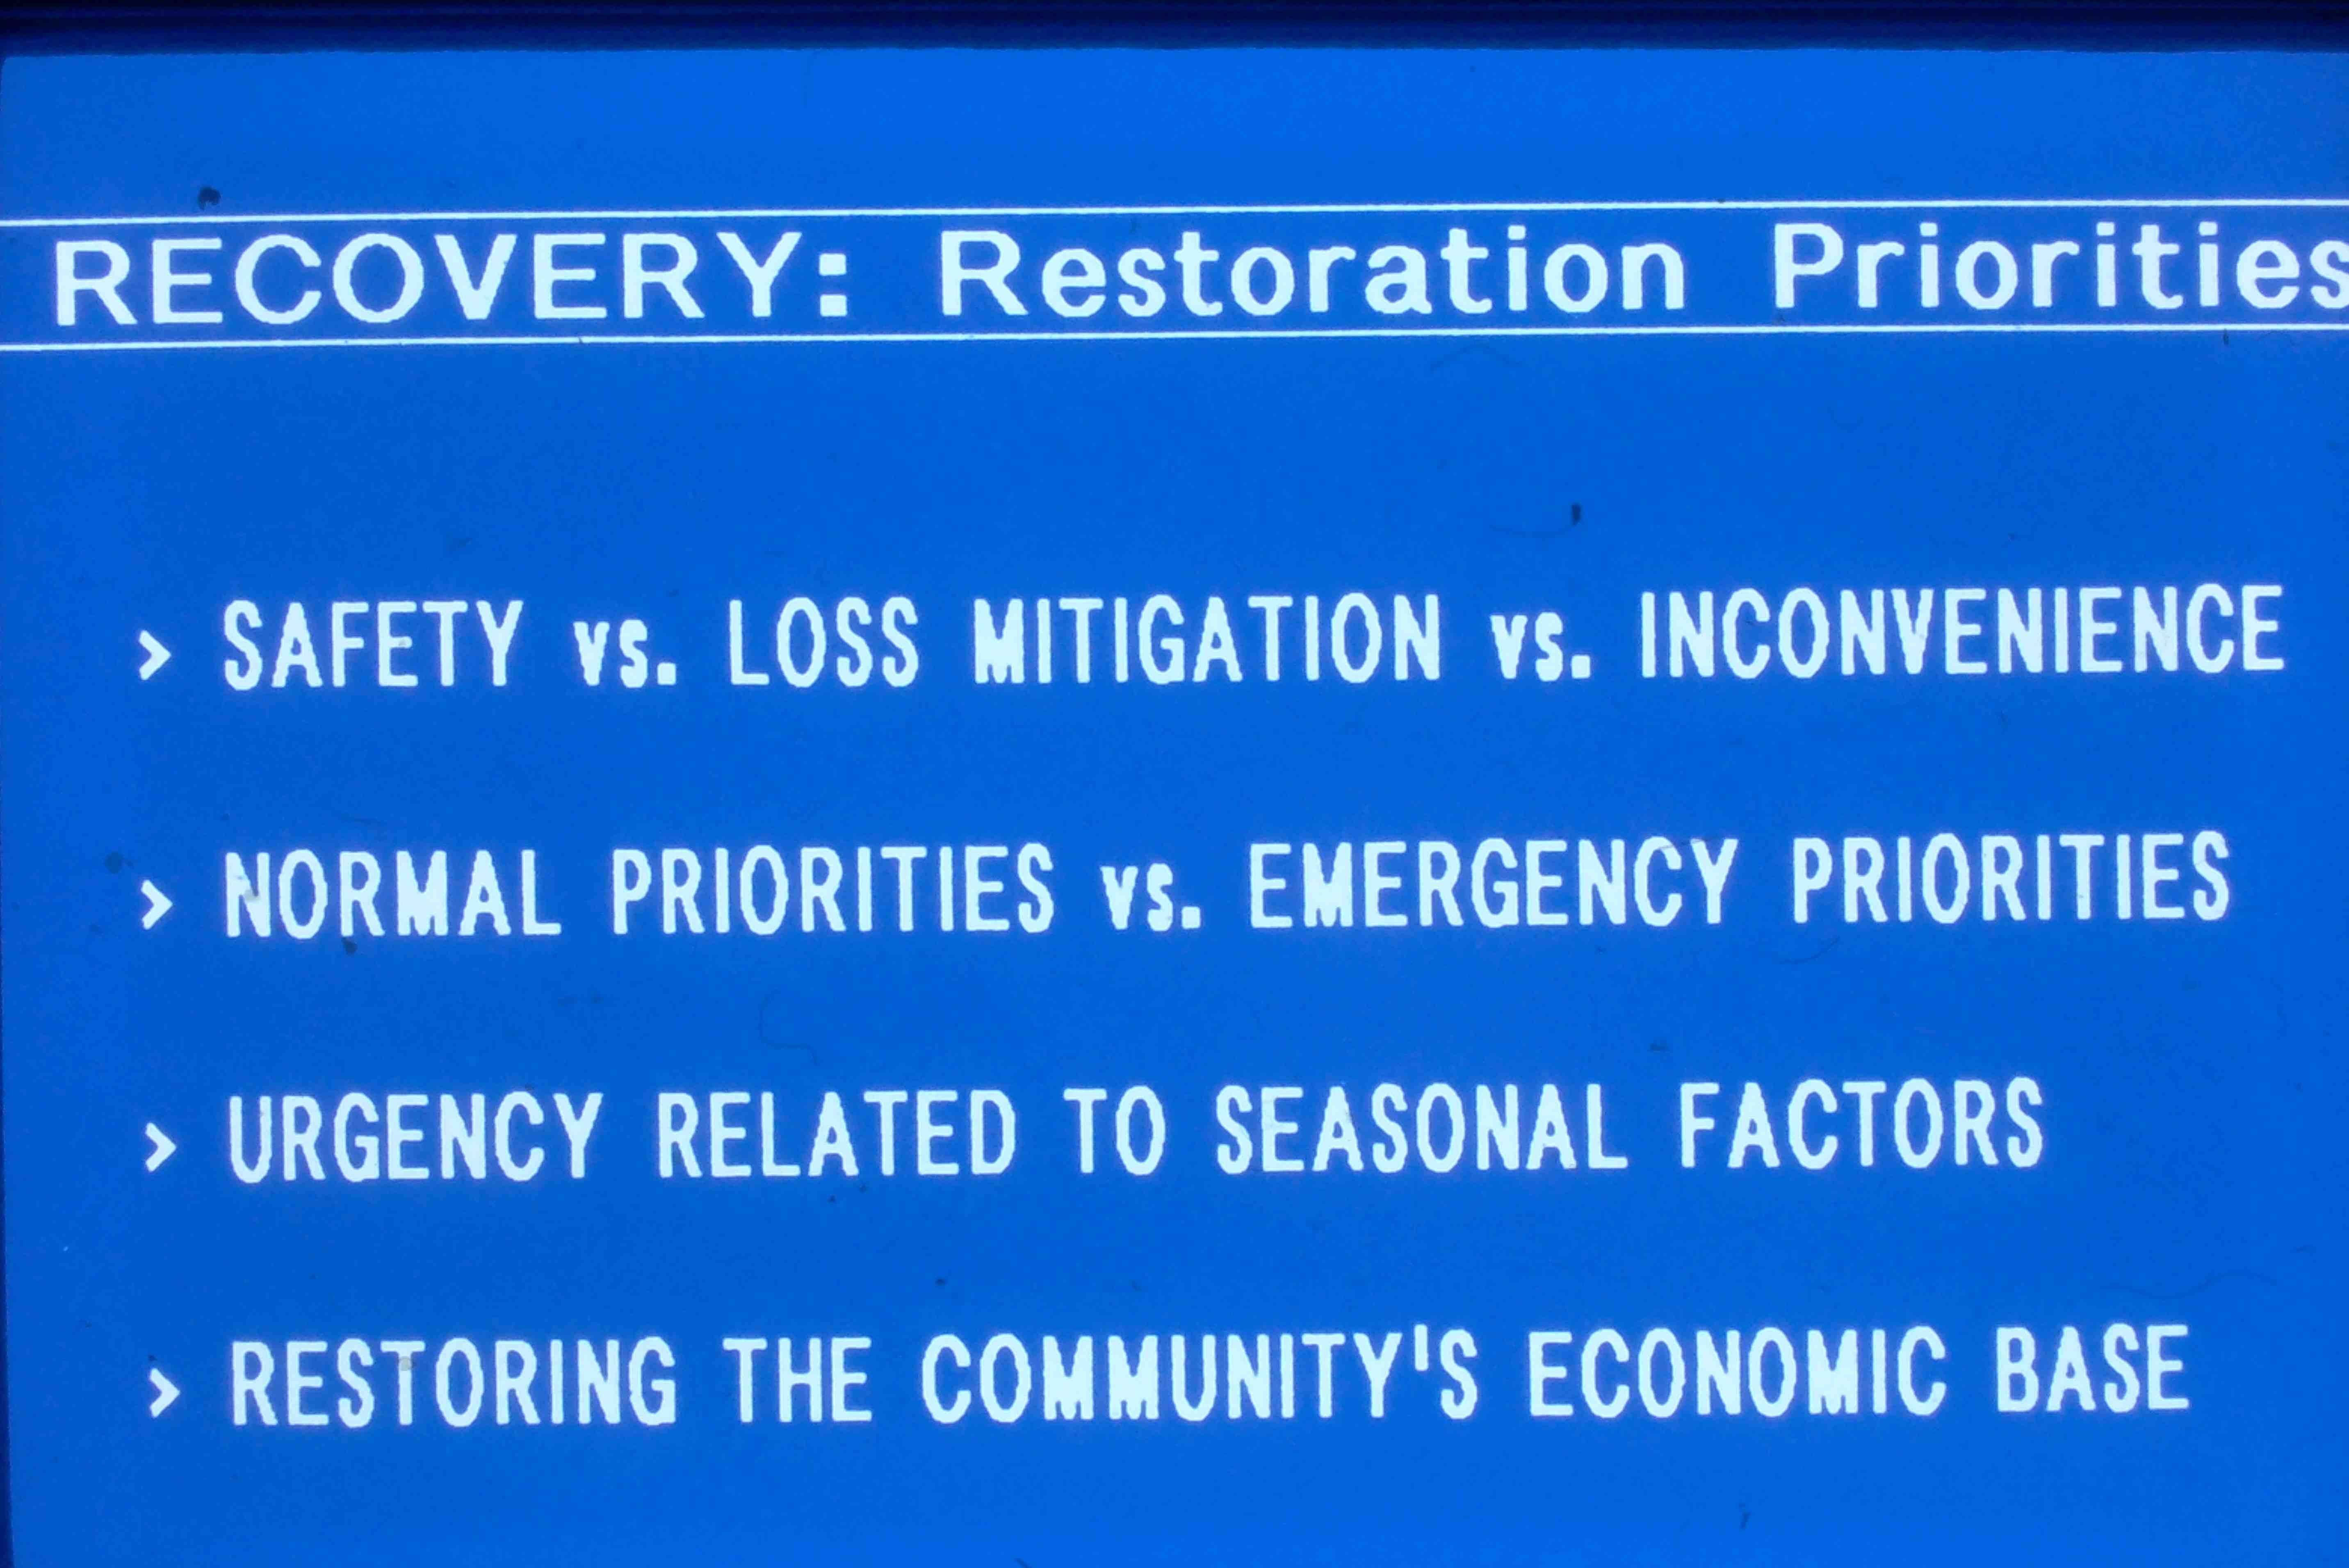 RECOVERY: Restoration Priorities
> SAFETY vs. LOSS MITIGATION vs. INCONVENIENCE
> NORMAL PRIORITIES vs. EMERGENCY PRIORITIES
> URGENCY RELATED TO SEASONAL FACTORS
> RESTORING THE COMMUNITY'S ECONOMIC BASE